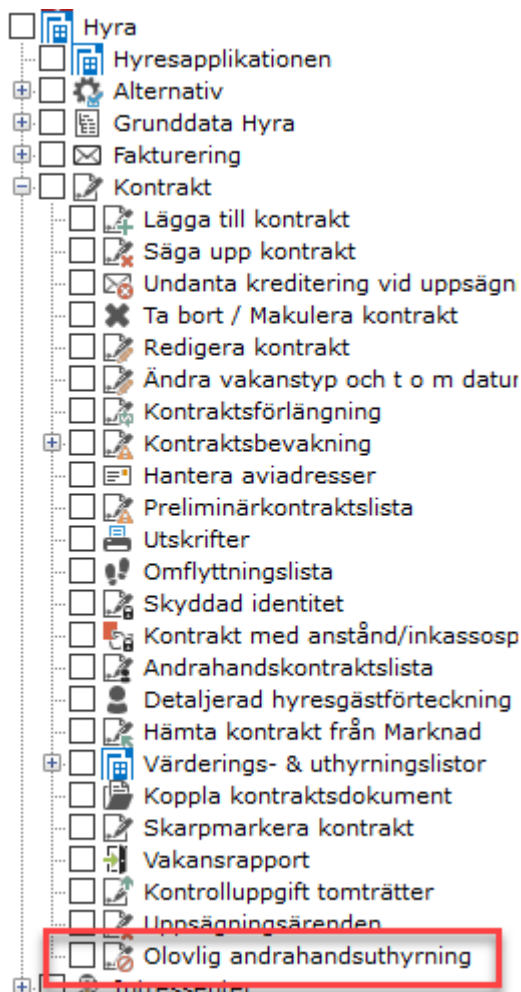 Hyra
Hyresapplikationen
Alternativ
Grunddata Hyra
Fakturering
Kontrakt
Lägga till kontrakt
Säga upp kontrakt
Undanta kreditering vid uppsägn
Ta bort / Makulera kontrakt
Redigera kontrakt
Ändra vakanstyp och t o m datum
Kontraktsförlängning
Kontraktsbevakning
Hantera aviadresser
Preliminärkontraktslista
Utskrifter
Omflyttningslista
Skyddad identitet
Kontrakt med anstånd/inkassosp
Andrahandskontraktslista
Detaljerad hyresgästförteckning
Hämta kontrakt från Marknad
Värderings- & uthyrningslistor
Koppla kontraktsdokument
Skarpmarkera kontrakt
Vakansrapport
Kontrolluppgift tomträtter
Uppsägningsärenden
Olovlig andrahandsuthyrning